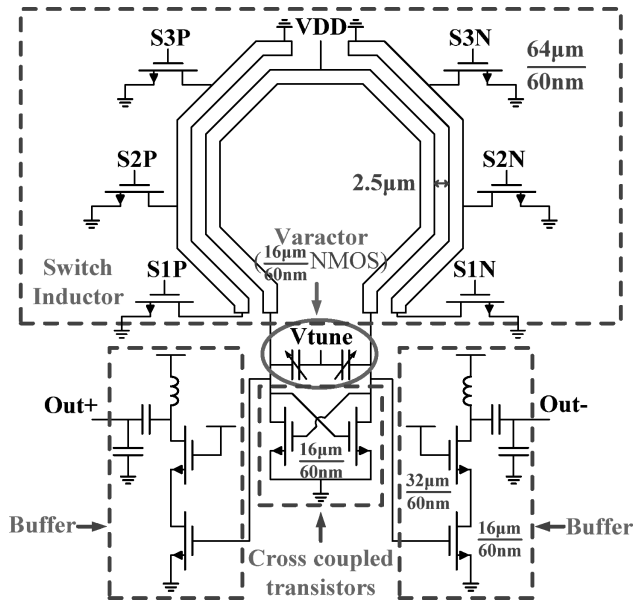 VDD
S3P
S3N
64µm
60nm
S2P
S2N
2.5µm
Varactor
(16µm/60nm NMOS)
Switch
Inductor
S1P
S1N
Vtune
Out+
Out-
16µm
60nm
32µm
60nm
16µm
60nm
Buffer
Buffer
Cross coupled
transistors